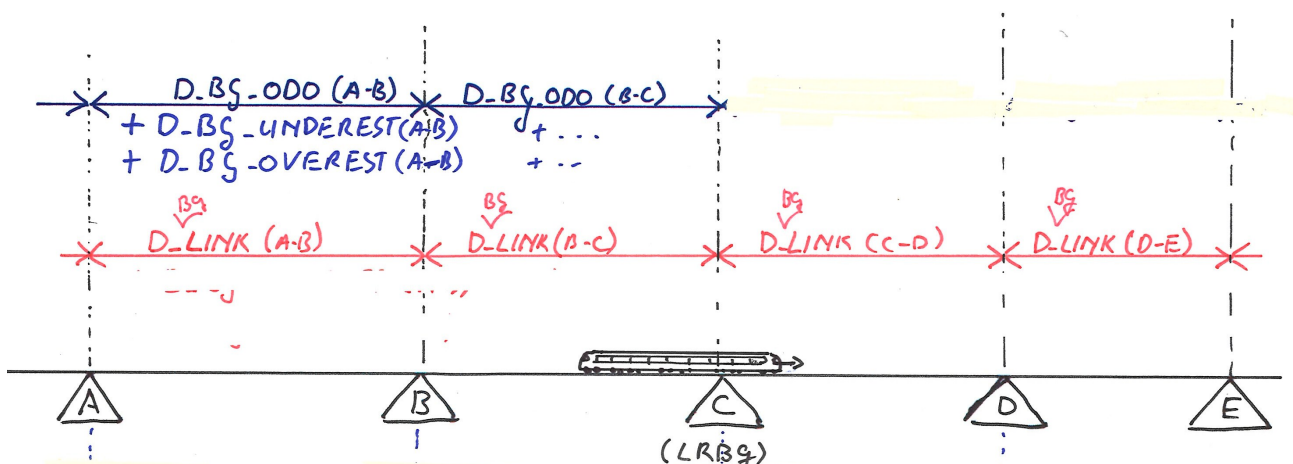 D_BG_ODO (A-B) D_BG_ODO (B-C)
+ D_BG_UNDEREST(A-B) + ...
+ D_BG_OVEREST(A-B) + ..
BG BG BG BG
D_LINK (A-B) D_LINK(B-C) D_LINK (C-D) D_LINK(D-E)
A B C D E
(LRBG)